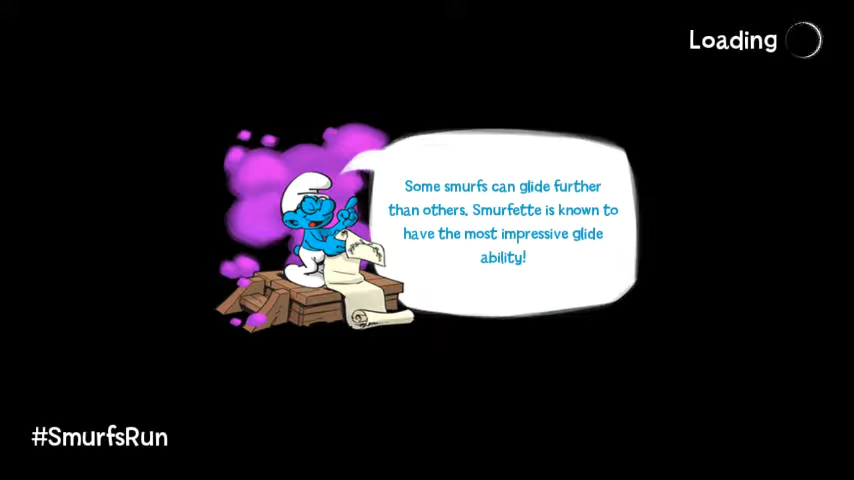 Loading
Some smurfs can glide further
than others. Smurfette is known to
have the most impressive glide
ability!
#SmurfsRun